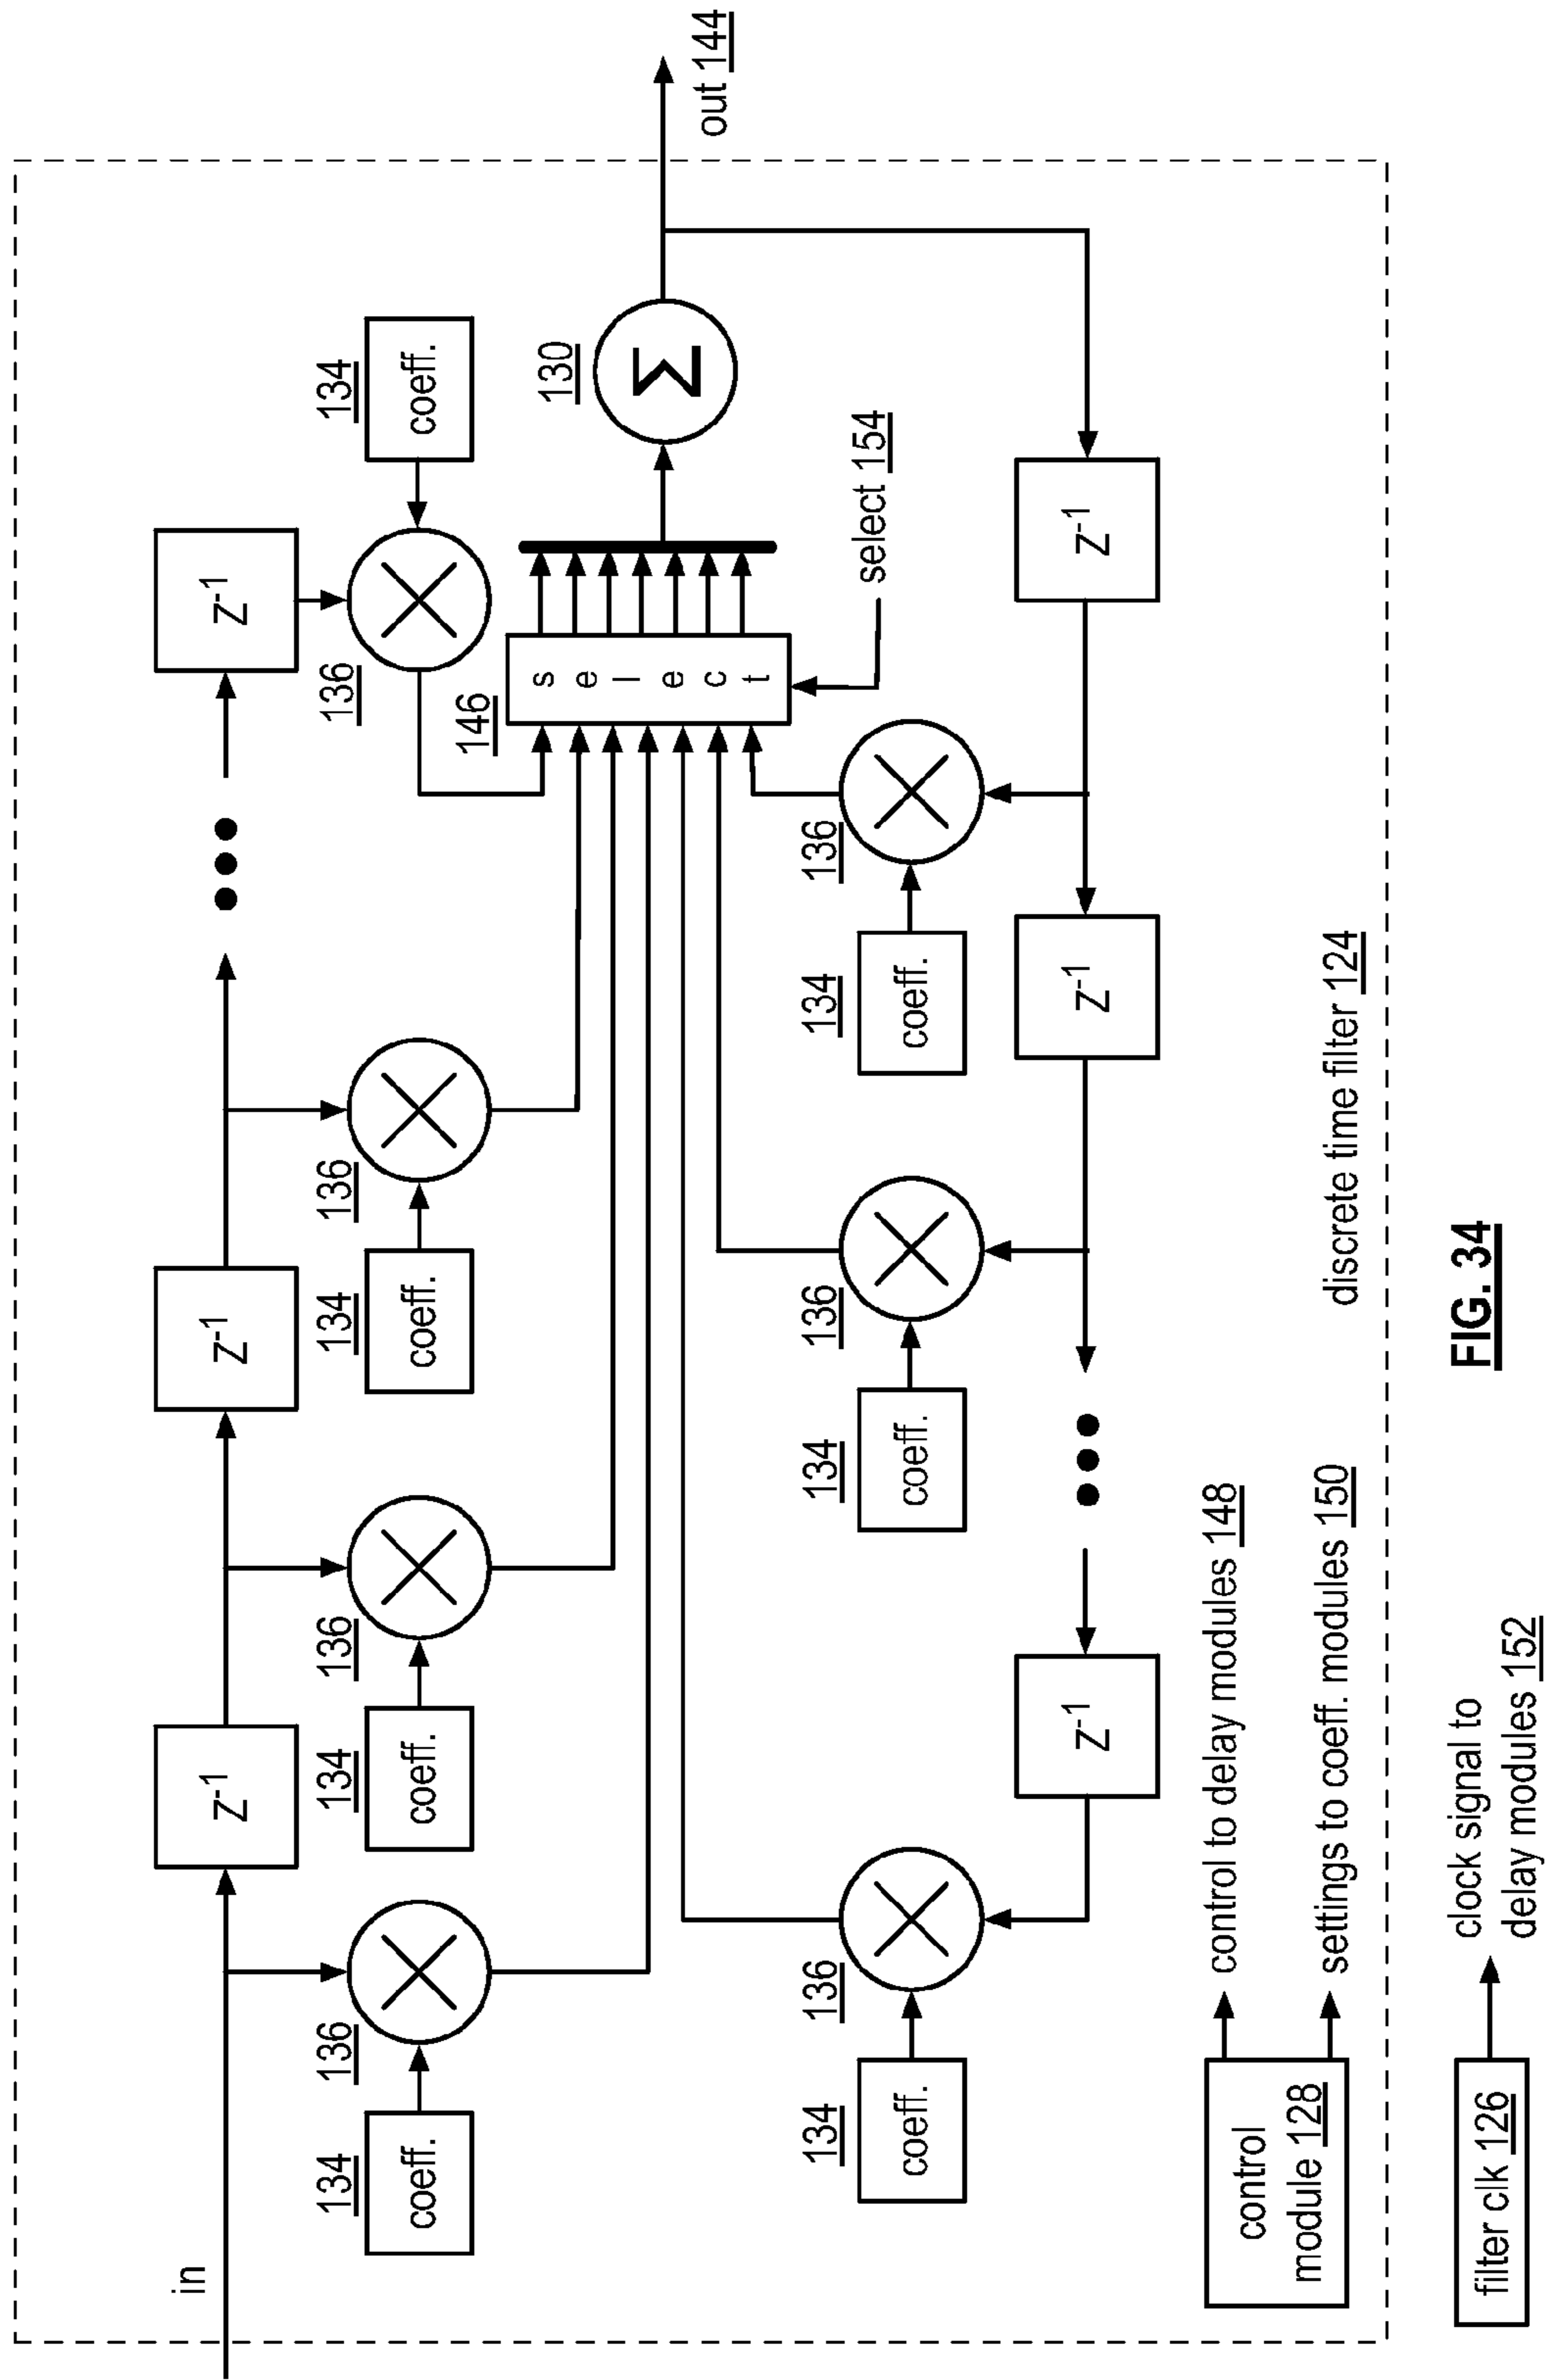 in
Z⁻¹
Z⁻¹
Z⁻¹
134
coeff.
136
134
coeff.
136
134
coeff.
136
136
134
coeff.
146
select
130
Σ
out 144
select 154
134
coeff.
136
134
coeff.
136
134
coeff.
136
Z⁻¹
Z⁻¹
Z⁻¹
control
module 128
control to delay modules 148
settings to coeff. modules 150
discrete time filter 124
filter clk 126
clock signal to
delay modules 152
FIG. 34